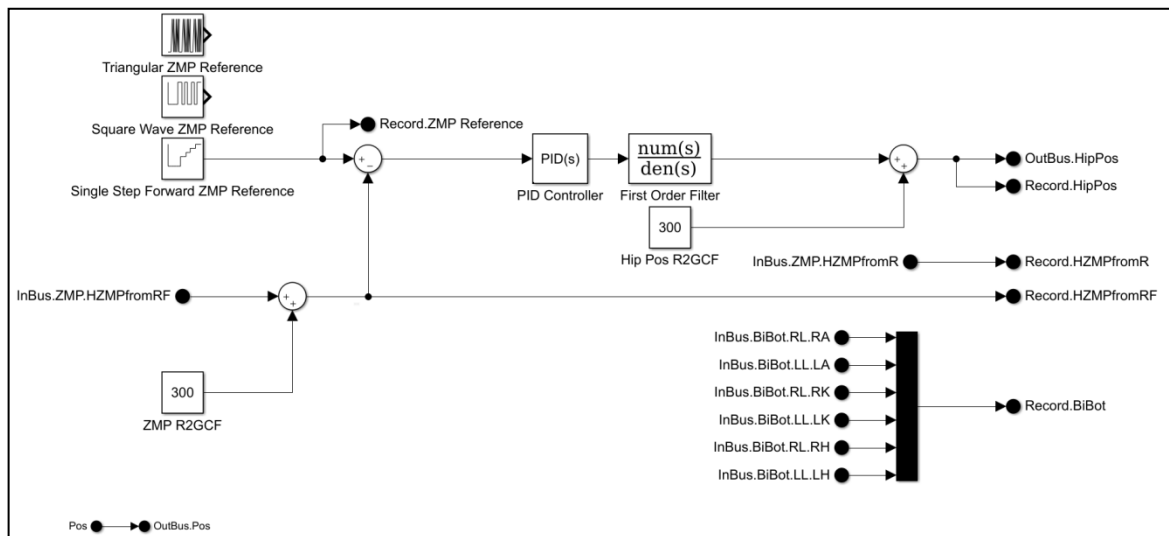 Triangular ZMP Reference
Square Wave ZMP Reference
Record.ZMP Reference
Single Step Forward ZMP Reference
+
−
PID(s)
PID Controller
num(s)
den(s)
First Order Filter
+
+
OutBus.HipPos
Record.HipPos
300
Hip Pos R2GCF
InBus.ZMP.HZMPfromR
Record.HZMPfromR
InBus.ZMP.HZMPfromRF
+
+
Record.HZMPfromRF
300
ZMP R2GCF
InBus.BiBot.RL.RA
InBus.BiBot.LL.LA
InBus.BiBot.RL.RK
InBus.BiBot.LL.LK
InBus.BiBot.RL.RH
InBus.BiBot.LL.LH
Record.BiBot
Pos
OutBus.Pos